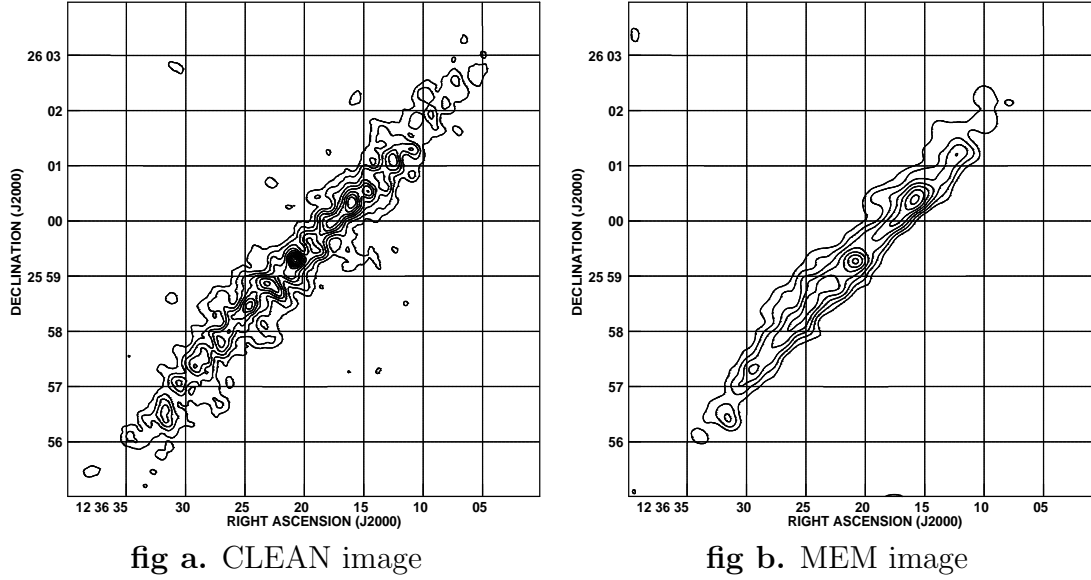 26 03
02
01
00
25 59
58
57
56
DECLINATION (J2000)
12 36 35 30 25 20 15 10 05
RIGHT ASCENSION (J2000)
fig a. CLEAN image
26 03
02
01
00
25 59
58
57
56
DECLINATION (J2000)
12 36 35 30 25 20 15 10 05
RIGHT ASCENSION (J2000)
fig b. MEM image